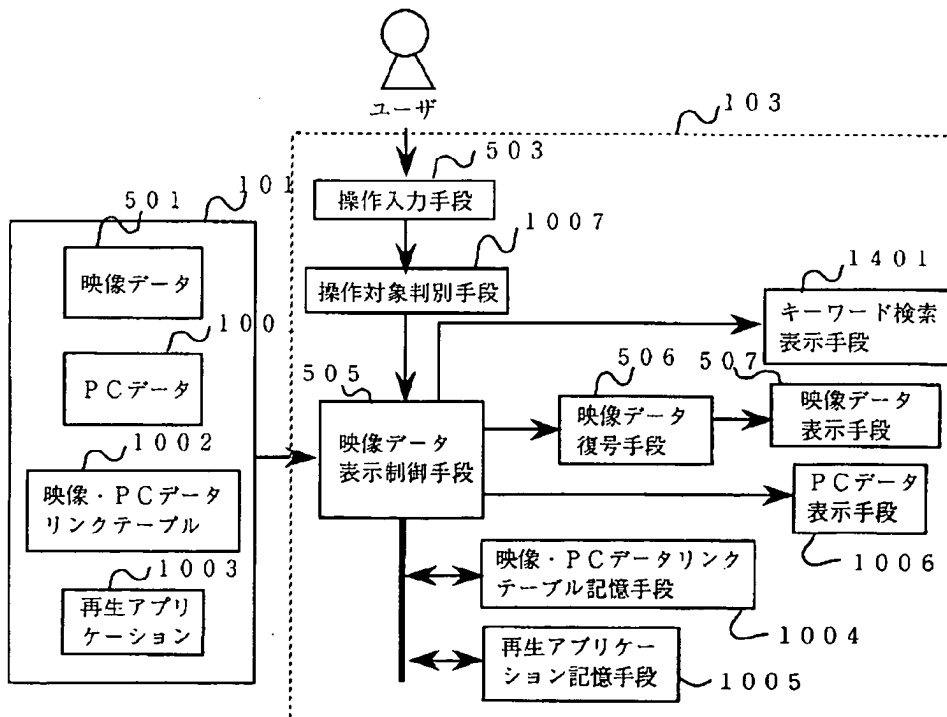 ユーザ
103
503
操作入力手段
101
501
映像データ
1007
操作対象判別手段
1401
キーワード検索
表示手段
100
PCデータ
505
映像データ
表示制御手段
506
映像データ
復号手段
507
映像データ
表示手段
1002
映像・PCデータ
リンクテーブル
PCデータ
表示手段
1006
1003
再生アプリ
ケーション
映像・PCデータリンク
テーブル記憶手段
1004
再生アプリケー
ション記憶手段
1005